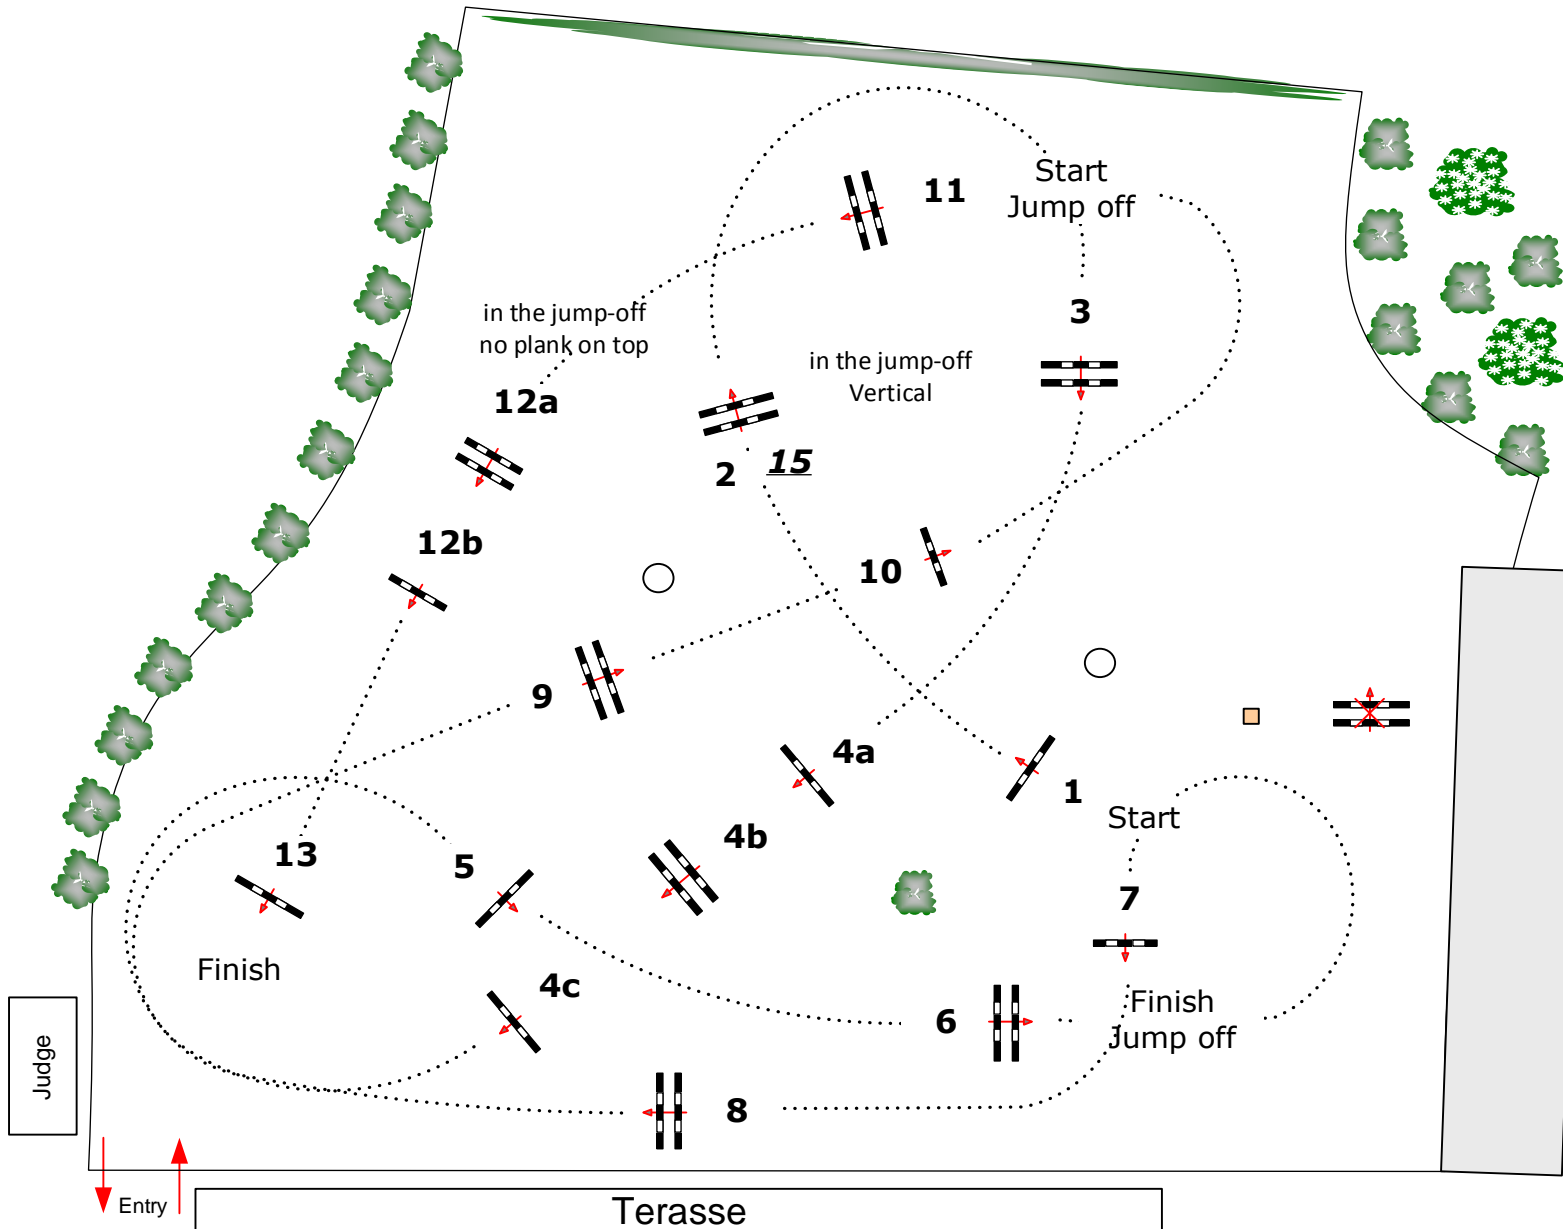 11
Start
Jump off
in the jump-off
no plank on top
3
in the jump-off
Vertical
12a
2
15
12b
10
9
4a
1
Start
4b
13
5
7
Finish
4c
6
Finish
Jump off
Judge
8
Entry
Terasse